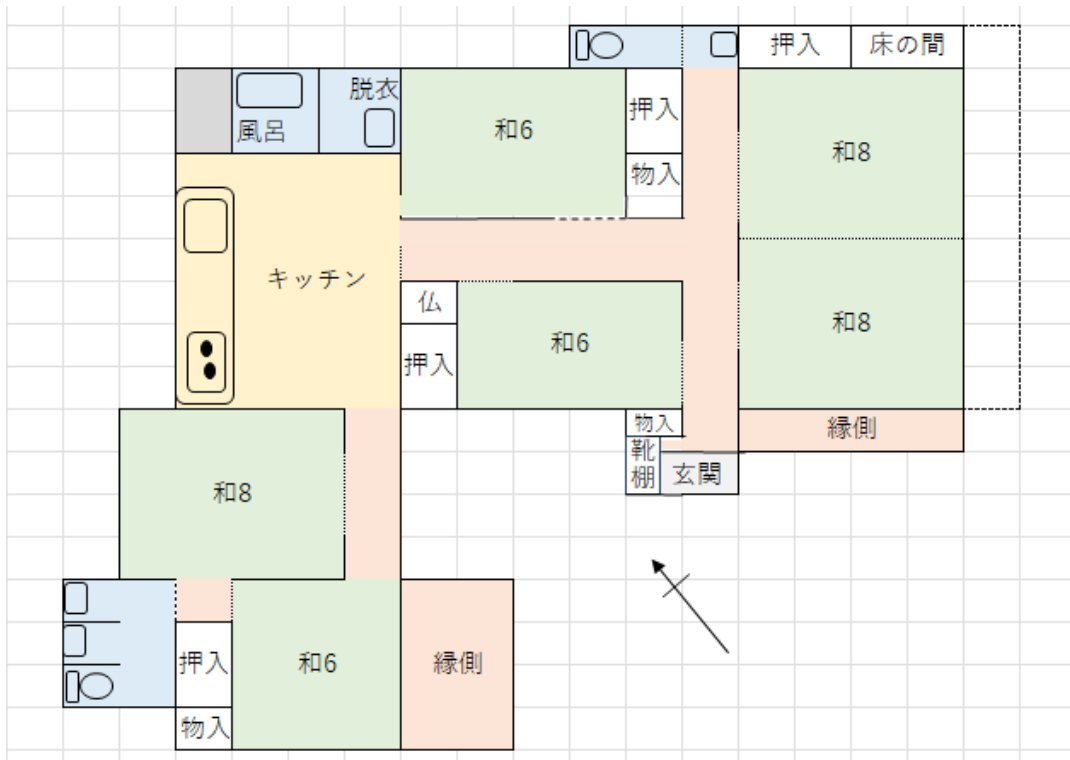 押入
床の間
脱衣
風呂
和6
押入
和8
物入
キッチン
仏
和6
和8
押入
物入
縁側
靴
棚
玄関
和8
押入
和6
縁側
物入